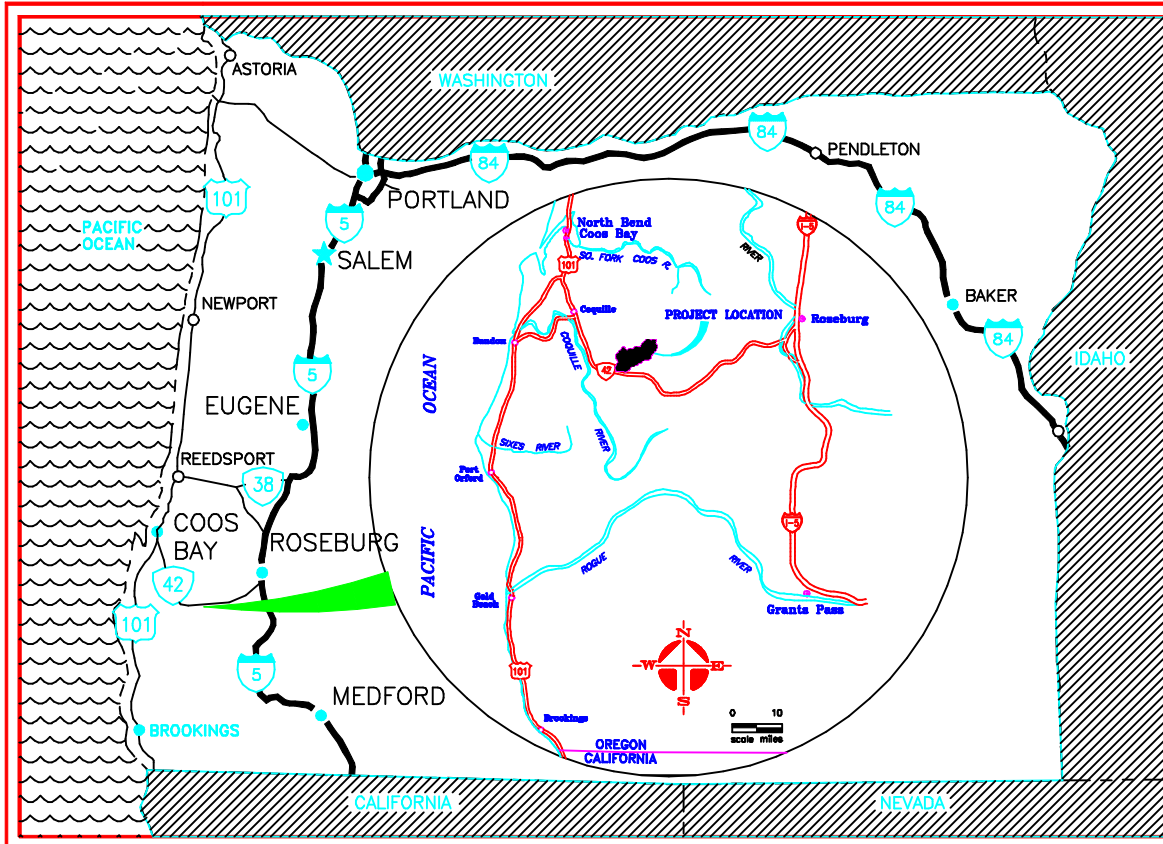 ASTORIA
WASHINGTON
84
84
PENDLETON
101
PORTLAND
5
84
PACIFIC
OCEAN
SALEM
NEWPORT
BAKER
84
IDAHO
5
EUGENE
REEDSPORT
38
COOS
BAY
ROSEBURG
42
101
5
MEDFORD
BROOKINGS
CALIFORNIA
NEVADA
North Bend
Coos Bay
I-5
RIVER
SO. FORK COOS R.
101
Coquille
PROJECT LOCATION
Roseburg
Bandon
COQUILLE
RIVER
42
OCEAN
SIXES RIVER
Port
Orford
I-5
PACIFIC
ROGUE
RIVER
Gold
Beach
Grants Pass
N
W
E
S
101
0 10
scale miles
Brookings
OREGON
CALIFORNIA